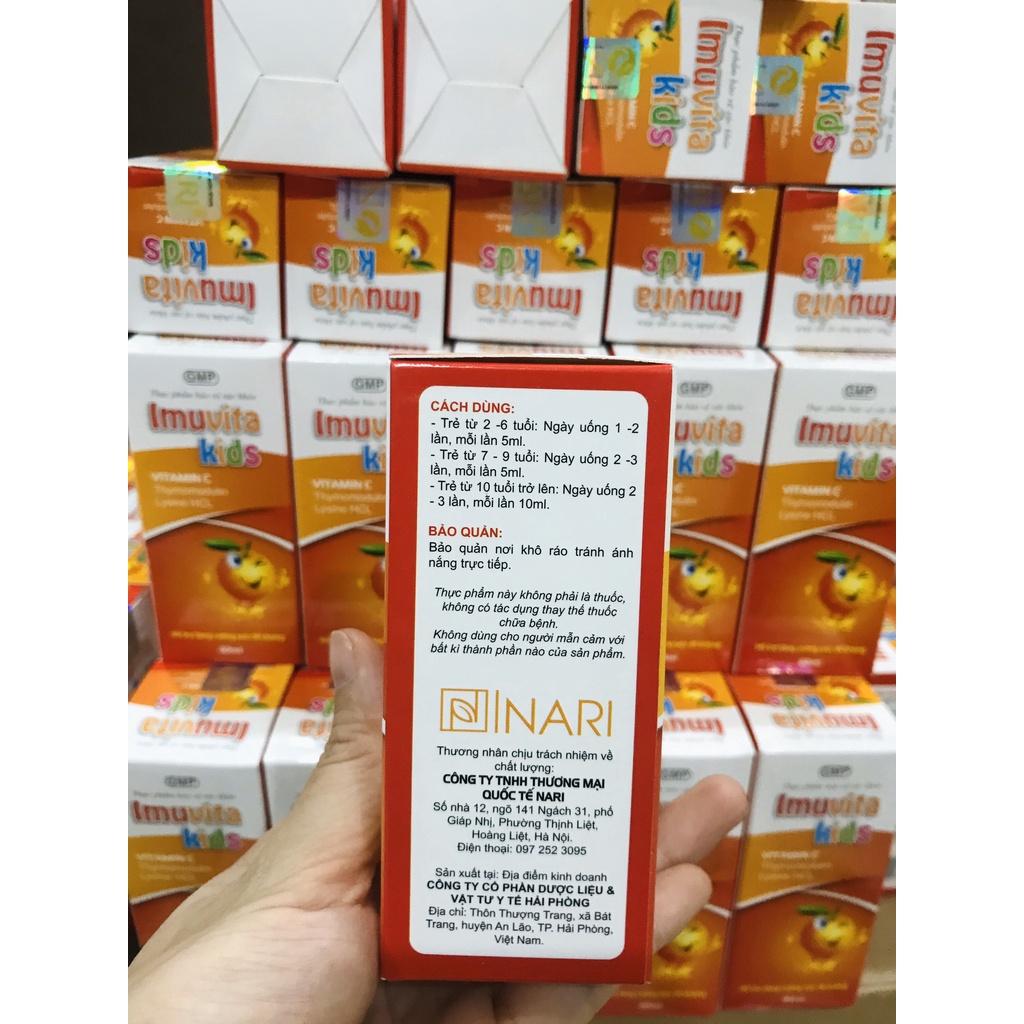 CÁCH DÙNG:
- Trẻ từ 2 -6 tuổi: Ngày uống 1 -2
lần, mỗi lần 5ml.
- Trẻ từ 7 - 9 tuổi: Ngày uống 2 -3
lần, mỗi lần 5ml.
- Trẻ từ 10 tuổi trở lên: Ngày uống 2
- 3 lần, mỗi lần 10ml.
BẢO QUẢN:
Bảo quản nơi khô ráo tránh ánh
nắng trực tiếp.
Thực phẩm này không phải là thuốc,
không có tác dụng thay thế thuốc
chữa bệnh.
Không dùng cho người mẫn cảm với
bất kì thành phần nào của sản phẩm.
NARI
Thương nhân chịu trách nhiệm về
chất lượng:
CÔNG TY TNHH THƯƠNG MẠI
QUỐC TẾ NARI
Số nhà 12, ngõ 141 Ngách 31, phố
Giáp Nhị, Phường Thịnh Liệt,
Hoàng Liệt, Hà Nội.
Điện thoại: 097 252 3095
Sản xuất tại: Địa điểm kinh doanh
CÔNG TY CỔ PHẦN DƯỢC LIỆU &
VẬT TƯ Y TẾ HẢI PHÒNG
Địa chỉ: Thôn Thượng Trang, xã Bát
Trang, huyện An Lão, TP. Hải Phòng,
Việt Nam.
GMP
Thực phẩm bảo vệ sức khỏe
Imuvita
kids
VITAMIN C
Thymomodulin
Lysine HCL